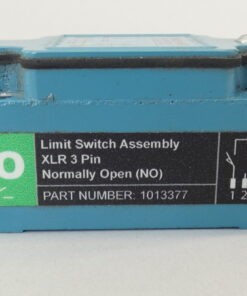 O
Limit Switch Assembly
XLR 3 Pin
Normally Open (NO)
PART NUMBER: 1013377
1 2